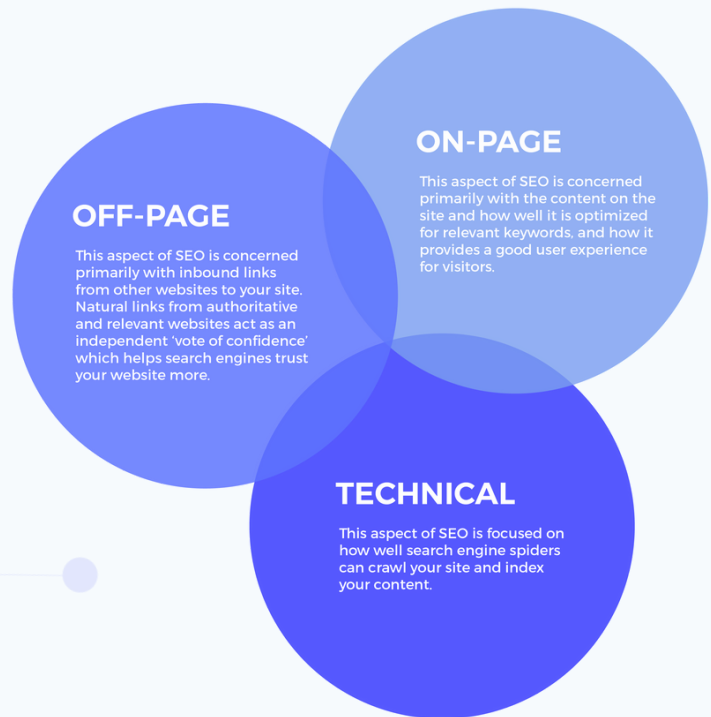 ON-PAGE
This aspect of SEO is concerned
primarily with the content on the
site and how well it is optimized
for relevant keywords, and how it
provides a good user experience
for visitors.
OFF-PAGE
This aspect of SEO is concerned
primarily with inbound links
from other websites to your site.
Natural links from authoritative
and relevant websites act as an
independent ‘vote of confidence’
which helps search engines trust
your website more.
TECHNICAL
This aspect of SEO is focused on
how well search engine spiders
can crawl your site and index
your content.